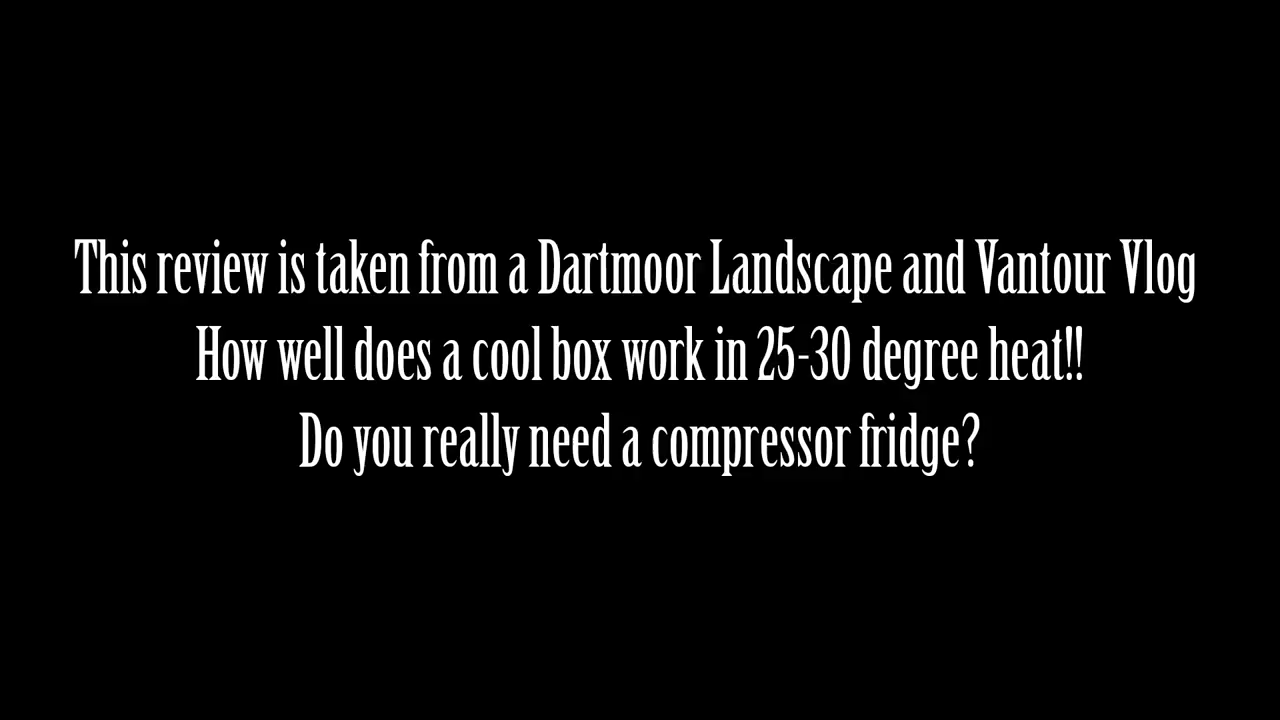 This review is taken from a Dartmoor Landscape and Vantour Vlog
How well does a cool box work in 25-30 degree heat!!
Do you really need a compressor fridge?